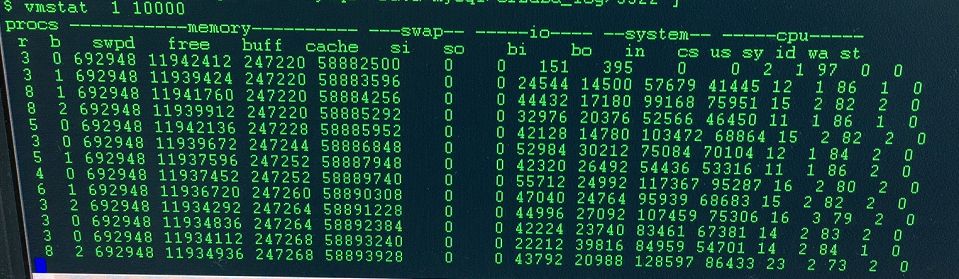 $ vmstat 1 10000
procs -----------memory---------- ---swap-- -----io---- --system-- -----cpu-----
r b swpd free buff cache si so bi bo in cs us sy id wa st
3 0 692948 11942412 247220 58882500 0 0 151 395 0 0 2 1 97 0 0
3 1 692948 11939424 247220 58883596 0 0 24544 14500 57679 41445 12 1 86 1 0
8 1 692948 11941760 247220 58884256 0 0 44432 17180 99168 75951 15 2 82 2 0
8 2 692948 11939912 247220 58885292 0 0 32976 20376 52566 46450 11 1 86 1 0
5 0 692948 11942136 247228 58885952 0 0 42128 14780 103472 68864 15 2 82 2 0
3 0 692948 11939672 247244 58886848 0 0 52984 30212 75084 70104 12 1 84 2 0
5 1 692948 11937596 247252 58887948 0 0 42320 26492 54436 53316 11 1 86 2 0
4 0 692948 11937452 247252 58889740 0 0 55712 24992 117367 95287 16 2 80 2 0
6 1 692948 11936720 247260 58890308 0 0 47040 24764 95939 68683 15 2 82 2 0
3 2 692948 11934292 247264 58891228 0 0 44996 27092 107459 75306 16 3 79 2 0
3 0 692948 11934836 247264 58892384 0 0 42224 23740 83461 67381 14 2 83 2 0
3 0 692948 11934112 247268 58893240 0 0 22212 39816 84959 54701 14 2 84 1 0
8 2 692948 11934936 247268 58893928 0 0 43792 20988 128597 86433 23 2 73 2 0